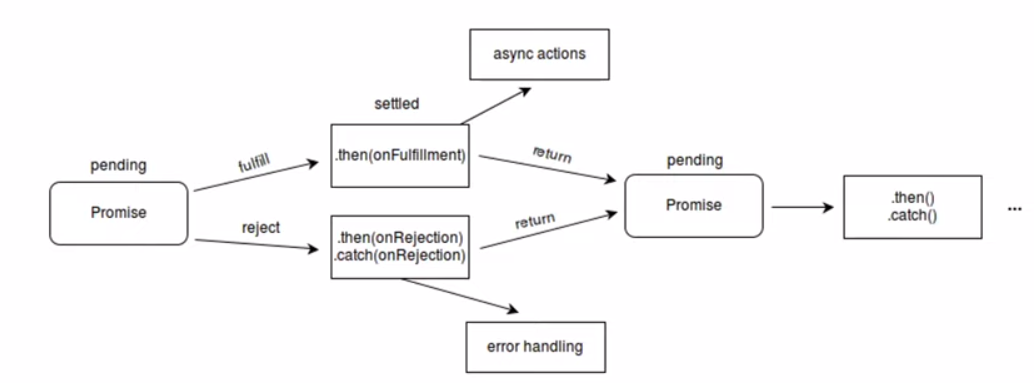 async actions
settled
.then(onFulfillment)
pending
fulfill
return
pending
Promise
reject
.then(onRejection)
.catch(onRejection)
return
Promise
.then()
.catch()
...
error handling